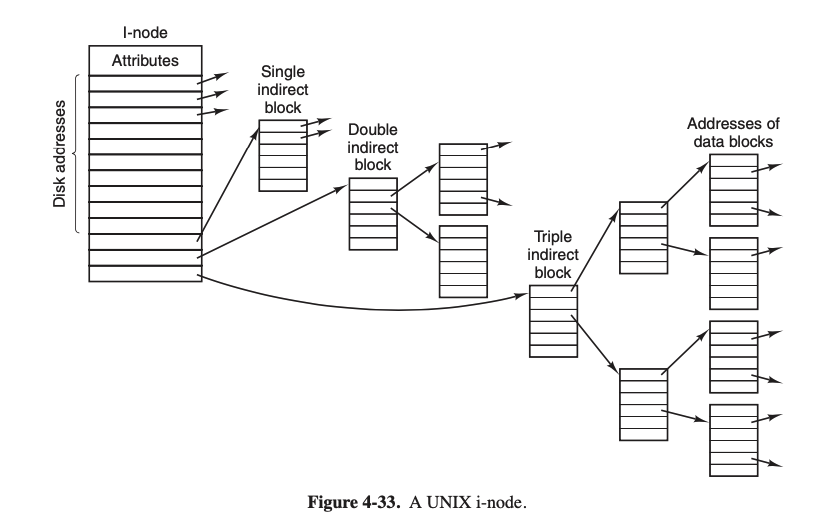 I-node
Attributes
Disk addresses
Single
indirect
block
Double
indirect
block
Triple
indirect
block
Addresses of
data blocks
Figure 4-33. A UNIX i-node.